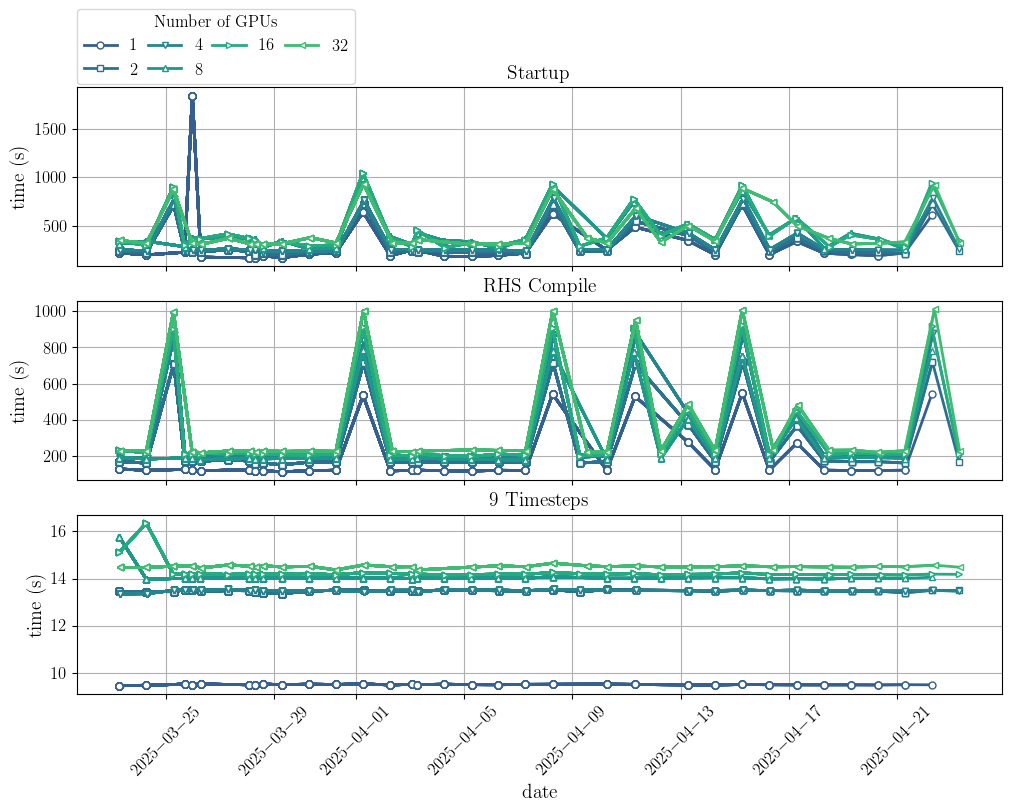 Number of GPUs
1 4 16 32
2 8
Startup
1500
1000
500
time (s)
RHS Compile
1000
800
600
400
200
time (s)
9 Timesteps
16
14
12
10
time (s)
2025−03−25 2025−03−29 2025−04−01 2025−04−05 2025−04−09 2025−04−13 2025−04−17 2025−04−21
date